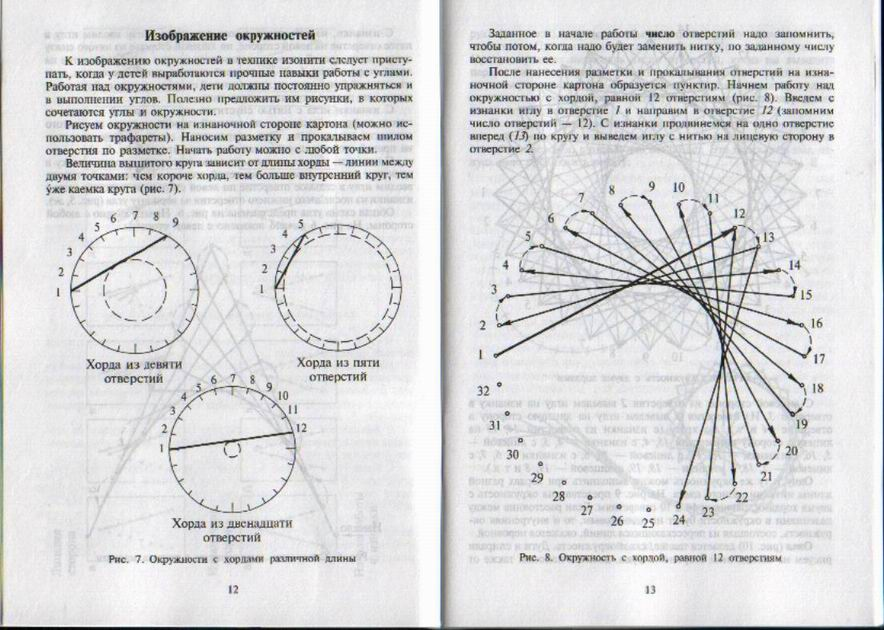 Изображение окружностей
К изображению окружностей в технике изонити следует присту-
пать, когда у детей выработаются прочные навыки работы с углами.
Работая над окружностями, дети должны постоянно упражняться и
в выполнении углов. Полезно предложить им рисунки, в которых
сочетаются углы и окружности.
Рисуем окружности на изнаночной стороне картона (можно ис-
пользовать трафареты). Наносим разметку и прокалываем шилом
отверстия по разметке. Начать работу можно с любой точки.
Величина вышитого круга зависит от длины хорды — линии между
двумя точками: чем короче хорда, тем больше внутренний круг, тем
уже каемка круга (рис. 7).
1 2 3 4 5 6 7 8 9
Хорда из девяти
отверстий
1 2 3 4 5
Хорда из пяти
отверстий
1 2 3 4 5 6 7 8 9 10 11 12
Хорда из двенадцати
отверстий
Рис. 7. Окружности с хордами различной длины
12
Заданное в начале работы число отверстий надо запомнить,
чтобы потом, когда надо будет заменить нитку, по заданному числу
восстановить ее.
После нанесения разметки и прокалывания отверстий на изна-
ночной стороне картона образуется пунктир. Начнем работу над
окружностью с хордой, равной 12 отверстиям (рис. 8). Введем с
изнанки иглу в отверстие 1 и направим в отверстие 12 (запомним
число отверстий — 12). С изнанки продвинемся на одно отверстие
вперед (13) по кругу и выведем иглу с нитью на лицевую сторону в
отверстие 2.
1 2 3 4 5 6 7 8 9 10 11 12 13 14 15 16 17 18 19 20 21 22 23 24 25 26 27 28 29 30 31 32
Рис. 8. Окружность с хордой, равной 12 отверстиям
13